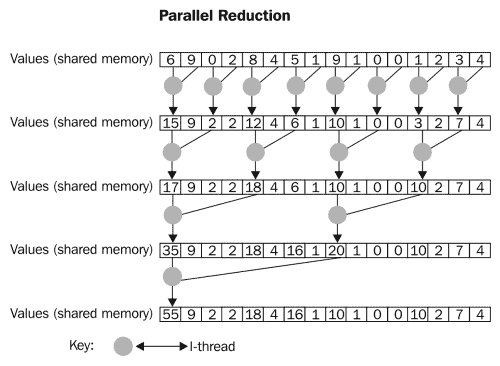 Parallel Reduction
Values (shared memory) 6 9 0 2 8 4 5 1 9 1 0 0 1 2 3 4
Values (shared memory) 15 9 2 2 12 4 6 1 10 1 0 0 3 2 7 4
Values (shared memory) 17 9 2 2 18 4 6 1 10 1 0 0 10 2 7 4
Values (shared memory) 35 9 2 2 18 4 16 1 20 1 0 0 10 2 7 4
Values (shared memory) 55 9 2 2 18 4 16 1 10 1 0 0 10 2 7 4
Key: I-thread